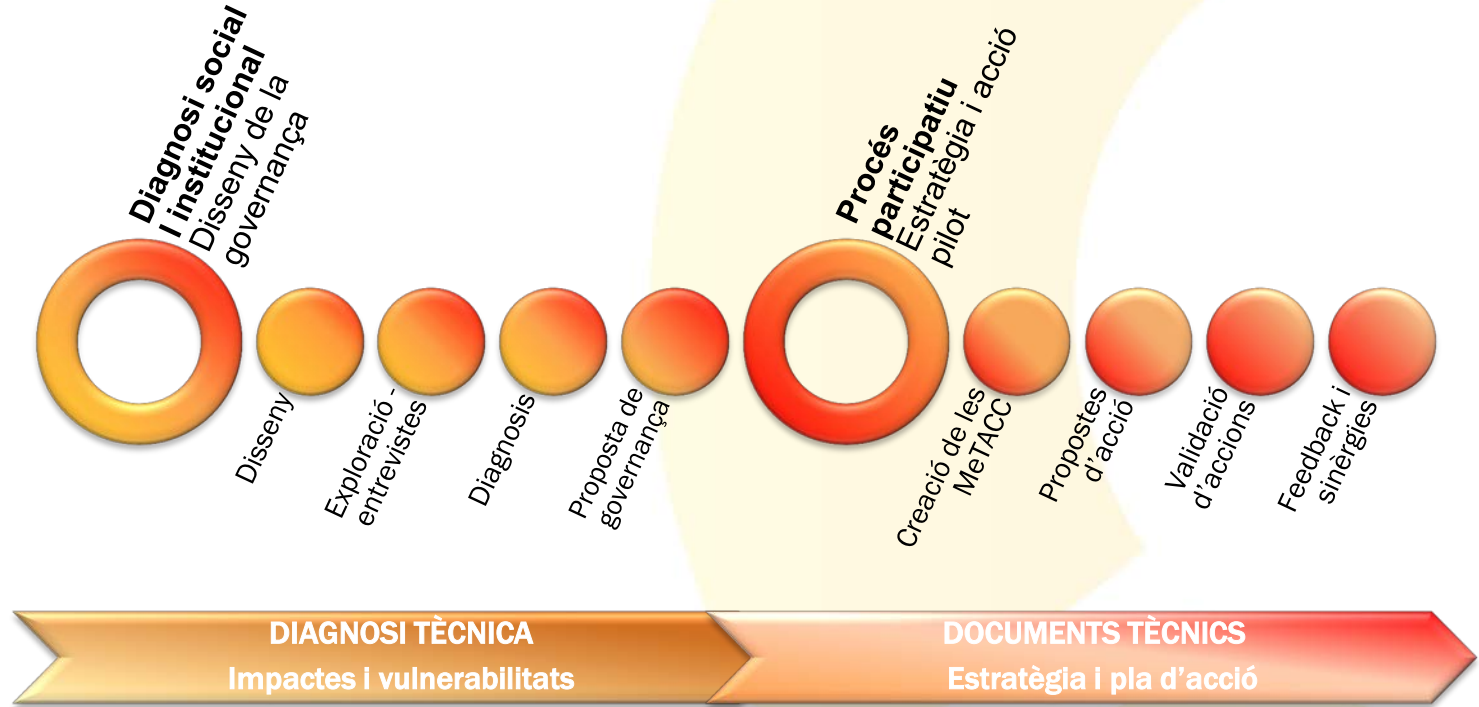 Diagnosi social
I institucional
Disseny de la
governança
Disseny
Exploració -
entrevistes
Diagnosis
Proposta de
governança
Procés
participatiu
Estratègia i acció
pilot
Creació de les
MeTACC
Propostes
d’acció
Validació
d’accions
Feedback i
sinèrgies
DIAGNOSI TÈCNICA
Impactes i vulnerabilitats
DOCUMENTS TÈCNICS
Estratègia i pla d’acció